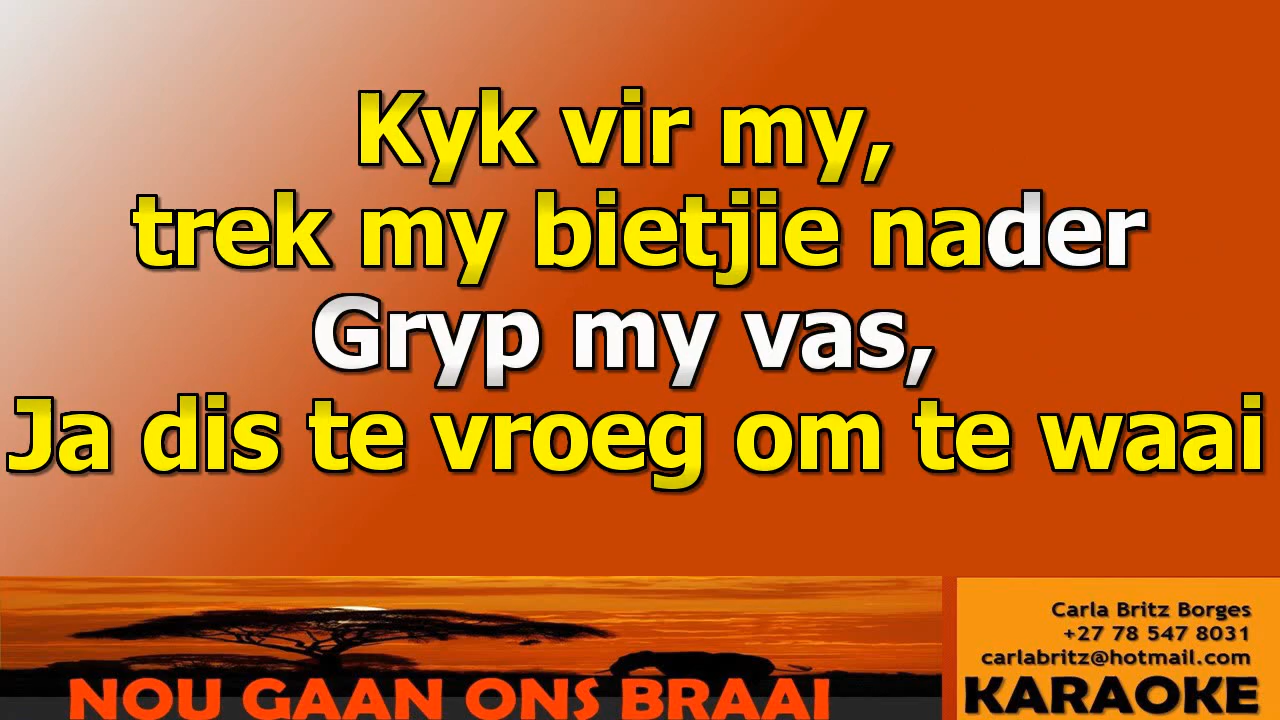 Kyk vir my,
trek my bietjie nader
Gryp my vas,
Ja dis te vroeg om te waai
NOU GAAN ONS BRAAI
Carla Britz Borges
+27 78 547 8031
carlabritz@hotmail.com
KARAOKE